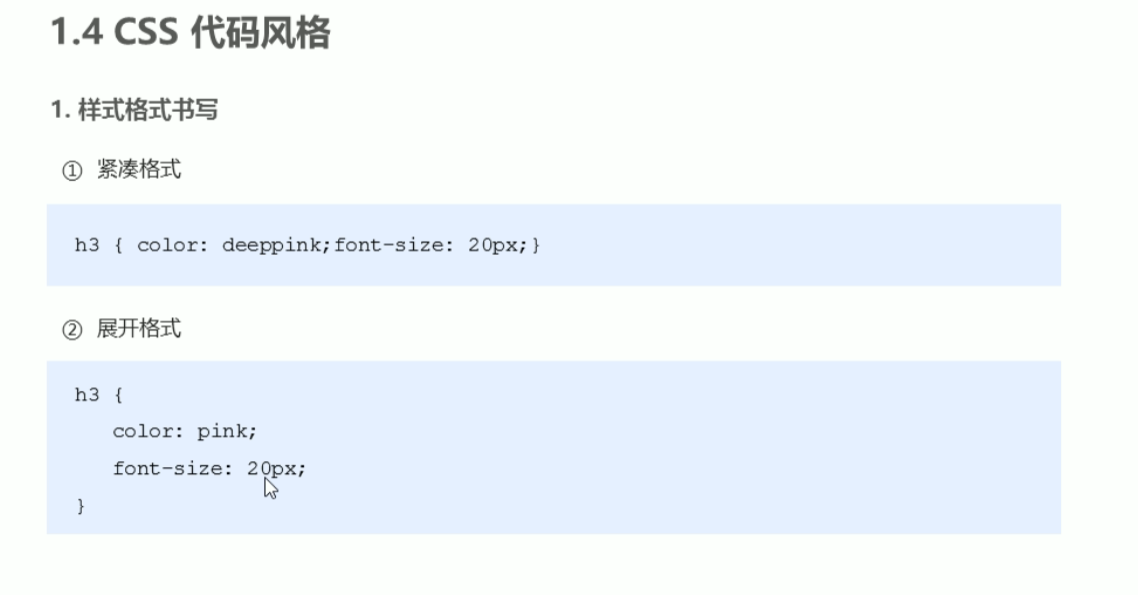 1.4 CSS 代码风格
1. 样式格式书写
① 紧凑格式
h3 { color: deeppink;font-size: 20px;}
② 展开格式
h3 {
color: pink;
font-size: 20px;
}